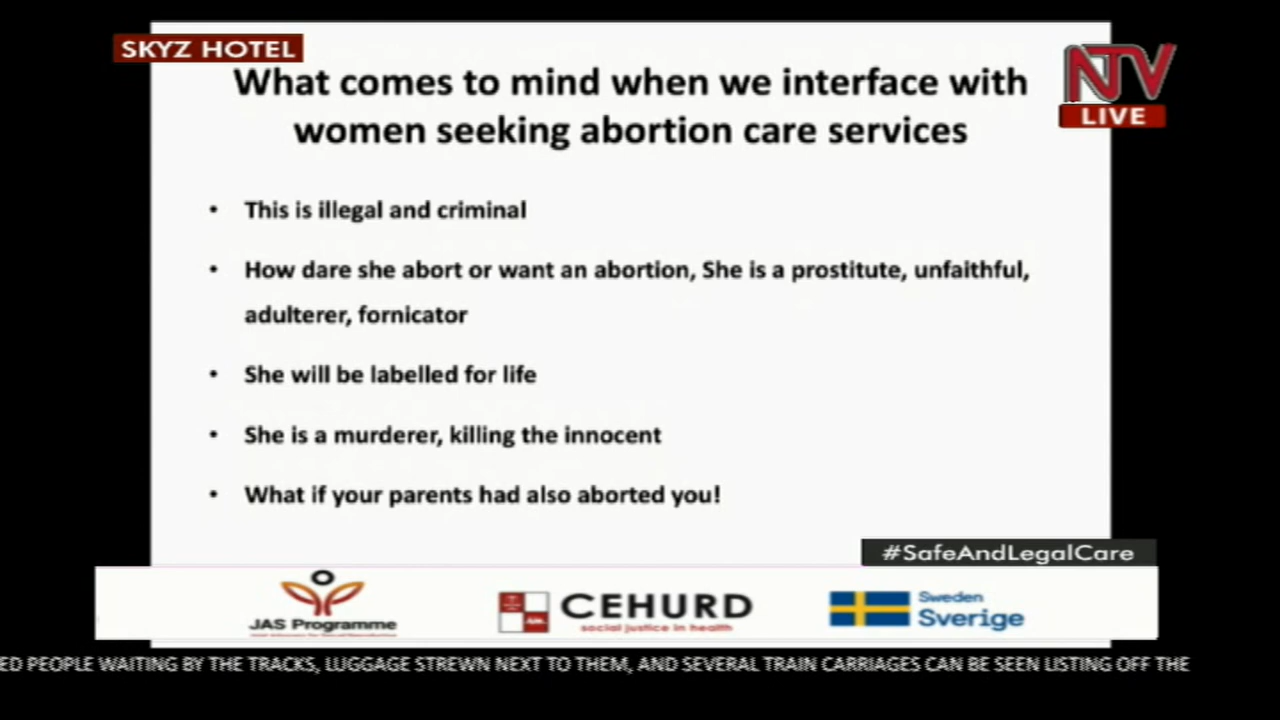 SKYZ HOTEL
NTV
LIVE
What comes to mind when we interface with
women seeking abortion care services
• This is illegal and criminal
• How dare she abort or want an abortion, She is a prostitute, unfaithful,
adulterer, fornicator
• She will be labelled for life
• She is a murderer, killing the innocent
• What if your parents had also aborted you!
#SafeAndLegalCare
JAS Programme
CEHURD
social justice in health
Sweden
Sverige
ED PEOPLE WAITING BY THE TRACKS, LUGGAGE STREWN NEXT TO THEM, AND SEVERAL TRAIN CARRIAGES CAN BE SEEN LISTING OFF THE